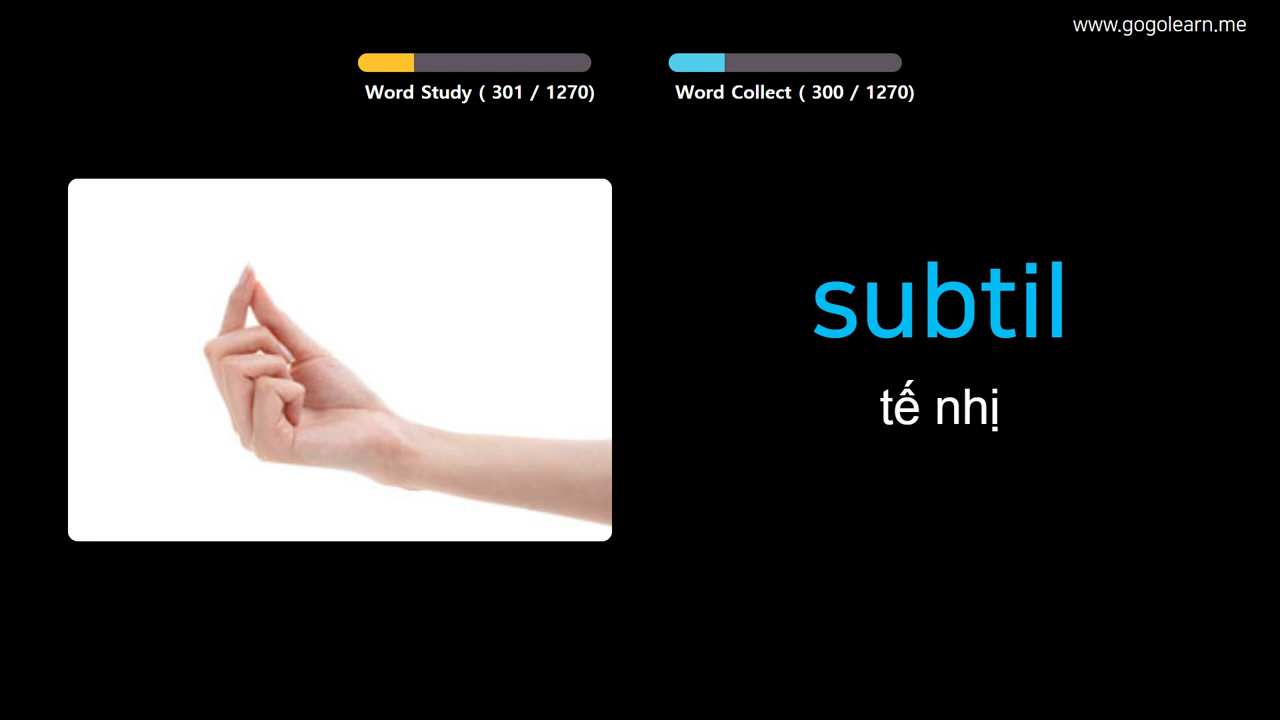 www.gogolearn.me
Word Study ( 301 / 1270)
Word Collect ( 300 / 1270)
subtil
tế nhị